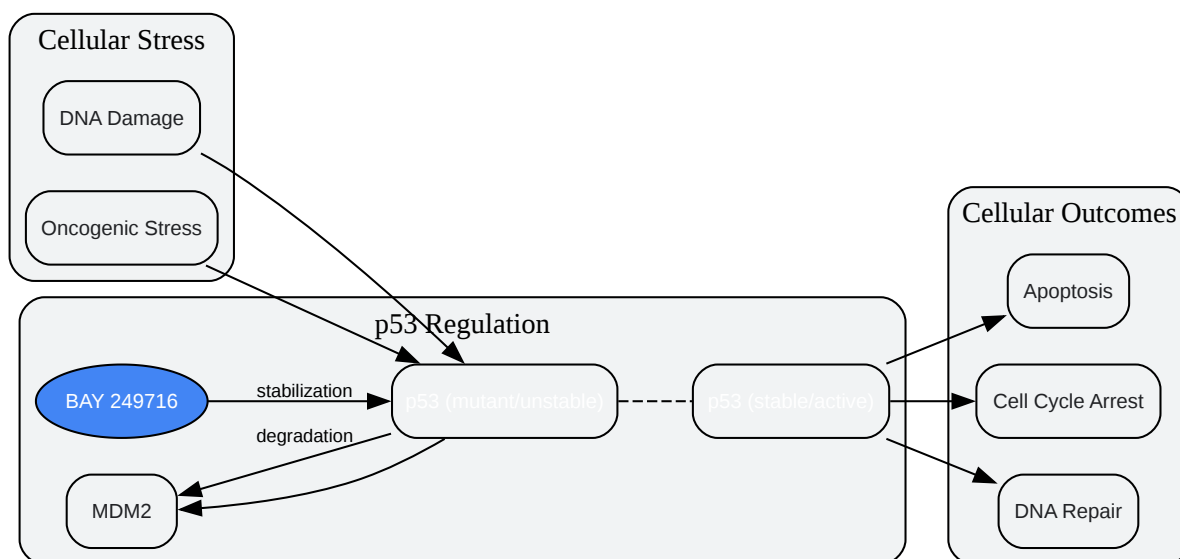 Cellular Stress
DNA Damage
Oncogenic Stress
p53 Regulation
BAY 249716
stabilization
p53 (mutant/unstable)
p53 (stable/active)
degradation
MDM2
Cellular Outcomes
Apoptosis
Cell Cycle Arrest
DNA Repair